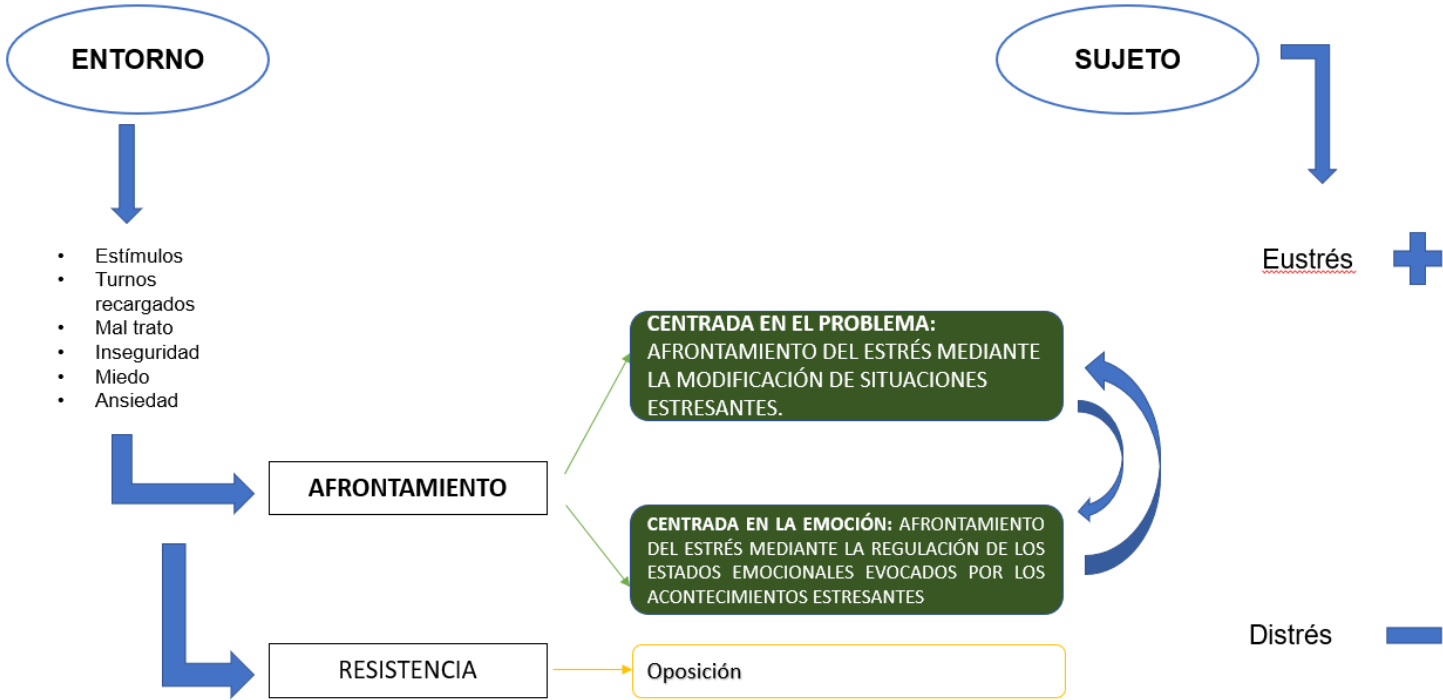 ENTORNO
SUJETO
• Estímulos
• Turnos
recargados
• Mal trato
• Inseguridad
• Miedo
• Ansiedad
Eustrés
CENTRADA EN EL PROBLEMA:
AFRONTAMIENTO DEL ESTRÉS MEDIANTE
LA MODIFICACIÓN DE SITUACIONES
ESTRESANTES.
AFRONTAMIENTO
CENTRADA EN LA EMOCIÓN: AFRONTAMIENTO
DEL ESTRÉS MEDIANTE LA REGULACIÓN DE LOS
ESTADOS EMOCIONALES EVOCADOS POR LOS
ACONTECIMIENTOS ESTRESANTES
Distrés
RESISTENCIA
Oposición